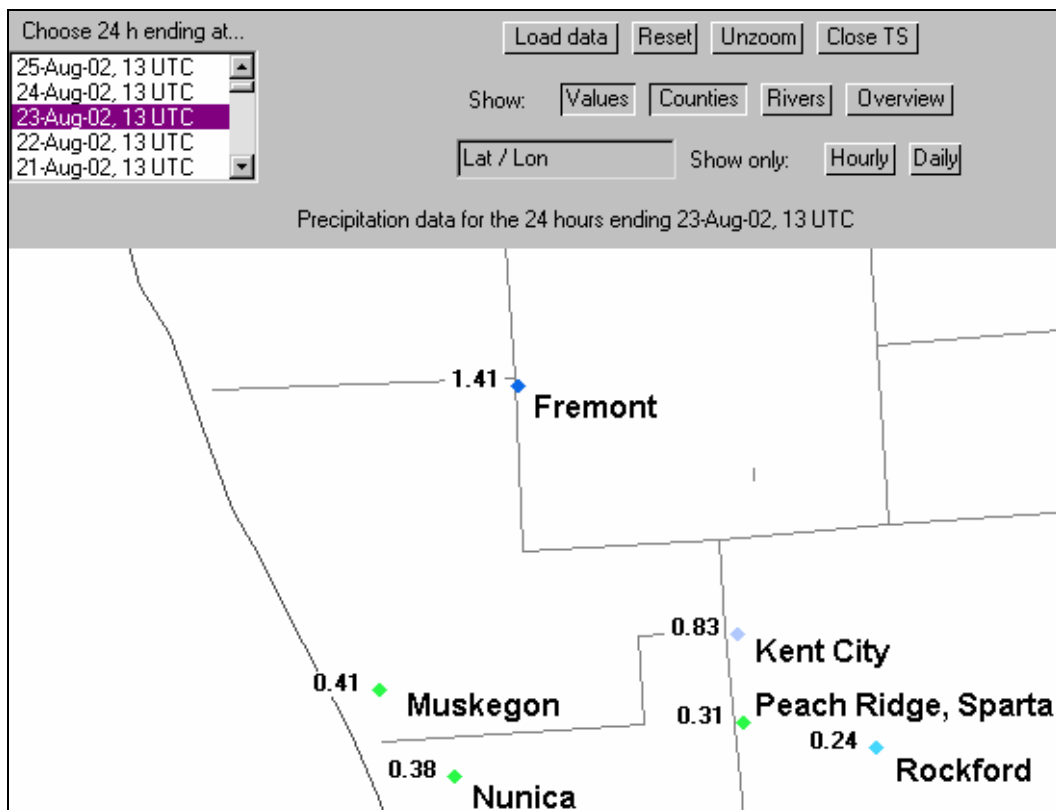 Choose 24 h ending at...
25-Aug-02, 13 UTC
24-Aug-02, 13 UTC
23-Aug-02, 13 UTC
22-Aug-02, 13 UTC
21-Aug-02, 13 UTC
Load data Reset Unzoom Close TS
Show: Values Counties Rivers Overview
Lat / Lon Show only: Hourly Daily
Precipitation data for the 24 hours ending 23-Aug-02, 13 UTC
1.41
Fremont
0.83
Kent City
0.41
Muskegon
0.31
Peach Ridge, Sparta
0.24
Rockford
0.38
Nunica